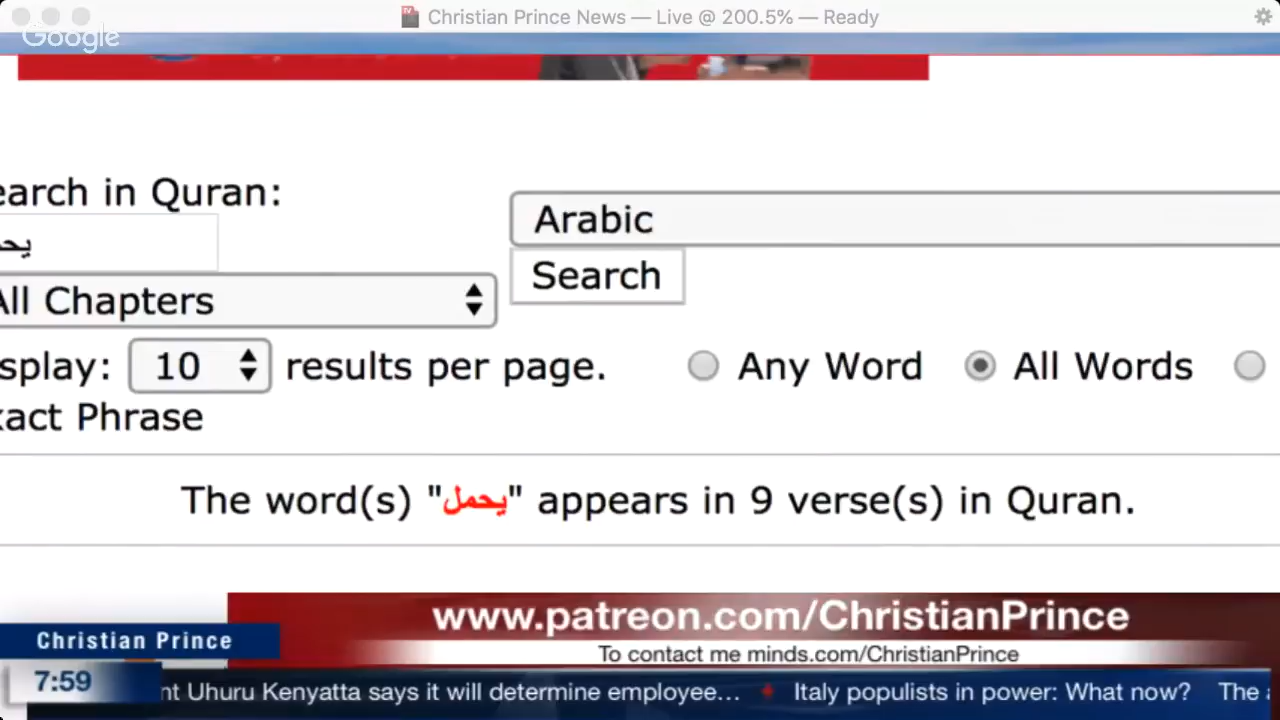 Christian Prince News — Live @ 200.5% — Ready
Google
earch in Quran:
يحم
Arabic
Search
All Chapters
splay: 10 results per page. Any Word All Words
xact Phrase
The word(s) "يحمل" appears in 9 verse(s) in Quran.
www.patreon.com/ChristianPrince
Christian Prince
To contact me minds.com/ChristianPrince
7:59
nt Uhuru Kenyatta says it will determine employee... Italy populists in power: What now? The